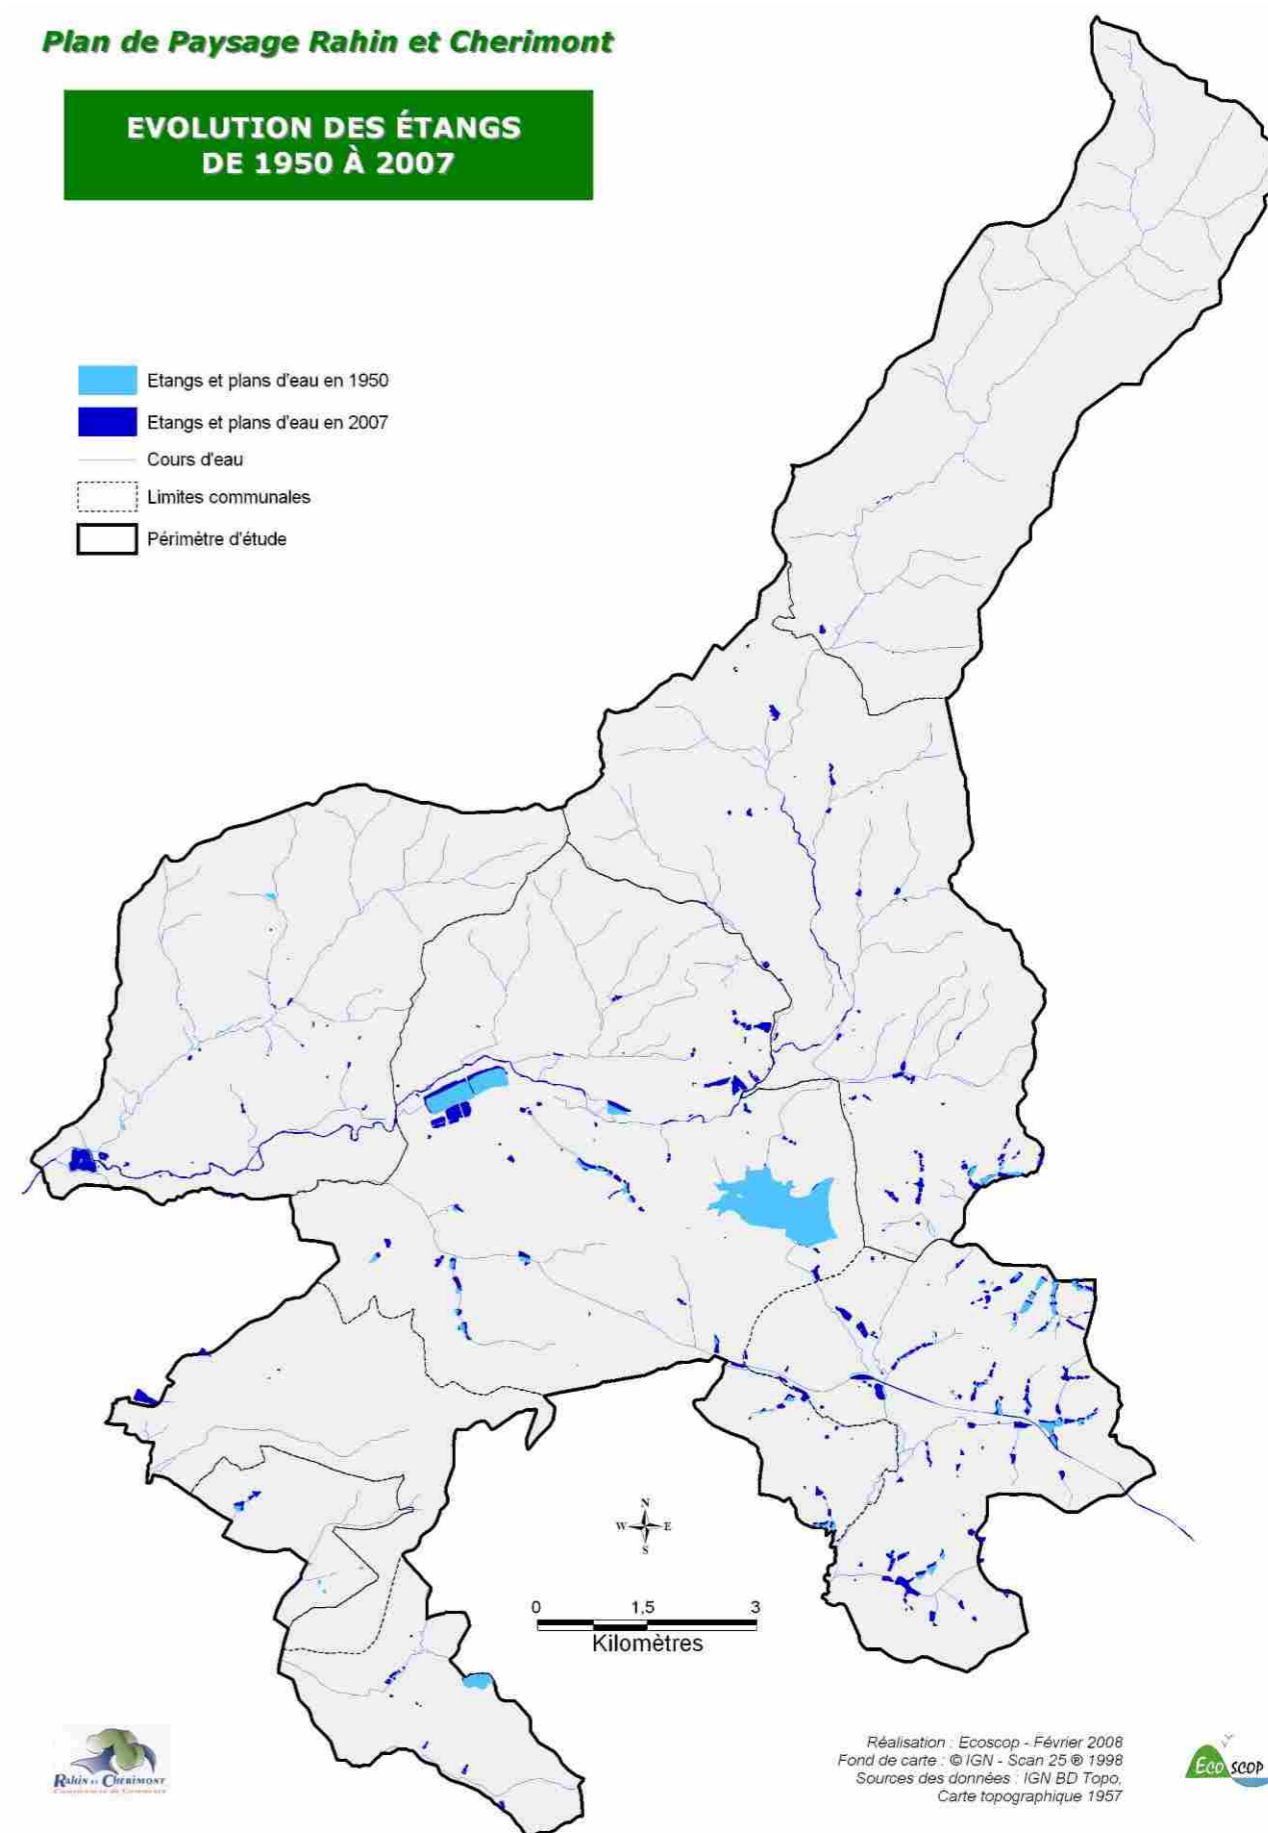 Plan de Paysage Rahin et Cherimont
EVOLUTION DES ÉTANGS
DE 1950 À 2007
Etangs et plans d'eau en 1950
Etangs et plans d'eau en 2007
Cours d'eau
Limites communales
Périmètre d'étude
N
W E
S
0 1,5 3
Kilomètres
RAHIN ET CHERIMONT
Communauté de Communes
Réalisation : Ecoscop - Février 2008
Fond de carte : © IGN - Scan 25 ® 1998
Sources des données : IGN BD Topo,
Carte topographique 1957
Eco scop